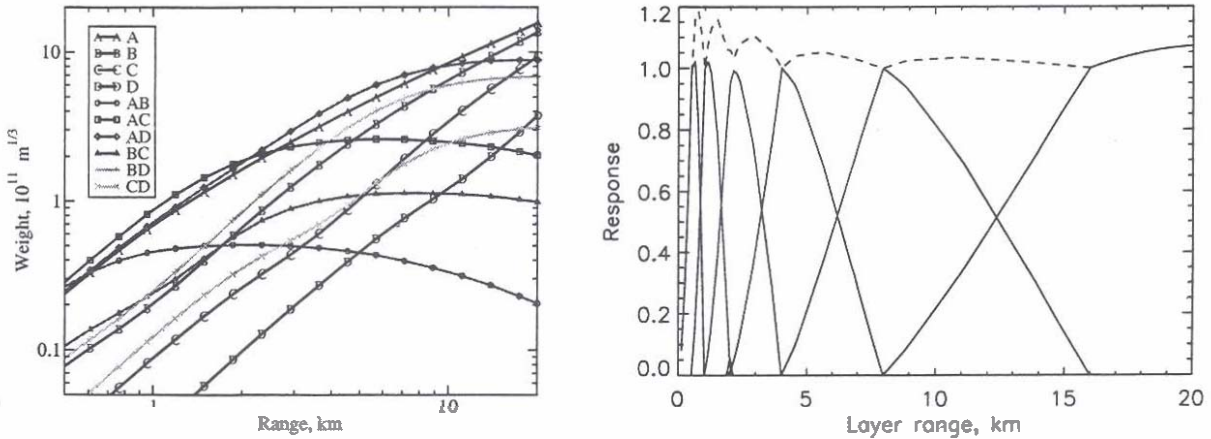 10
1
0.1
Weight, 10¹¹ m^1/3
A A
B B
C C
D D
AB
AC
AD
BC
BD
CD
1
10
Range, km
1.2
1.0
0.8
0.6
0.4
0.2
0.0
Response
0
5
10
15
20
Layer range, km